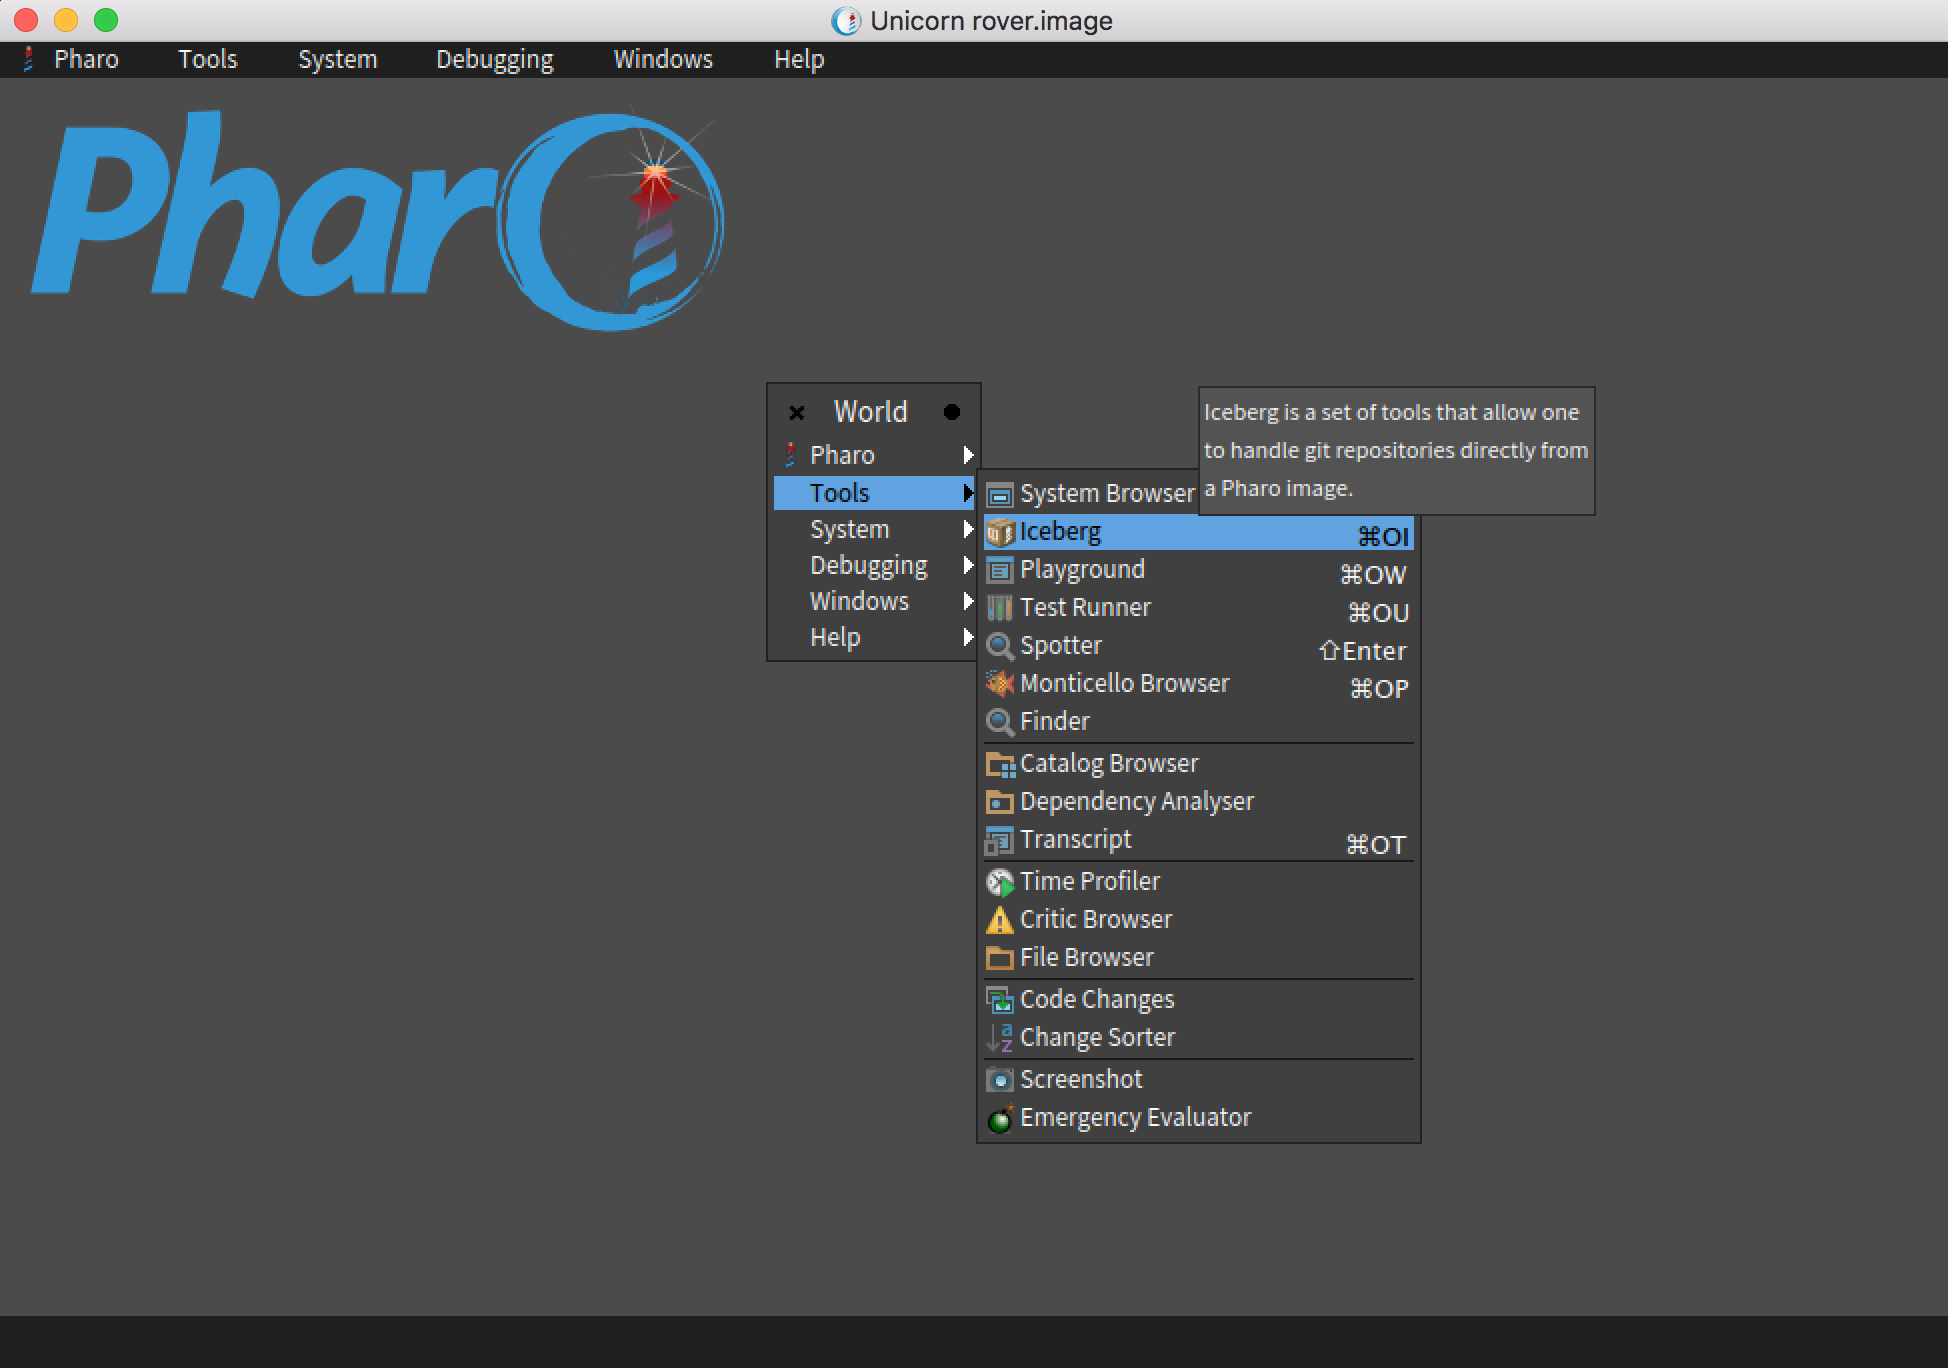 Unicorn rover.image
Pharo Tools System Debugging Windows Help
Pharo
World
Pharo
Tools
System
Debugging
Windows
Help
Iceberg is a set of tools that allow one
to handle git repositories directly from
a Pharo image.
System Browser
Iceberg ⌘OI
Playground ⌘OW
Test Runner ⌘OU
Spotter ⇧Enter
Monticello Browser ⌘OP
Finder
Catalog Browser
Dependency Analyser
Transcript ⌘OT
Time Profiler
Critic Browser
File Browser
Code Changes
Change Sorter
Screenshot
Emergency Evaluator